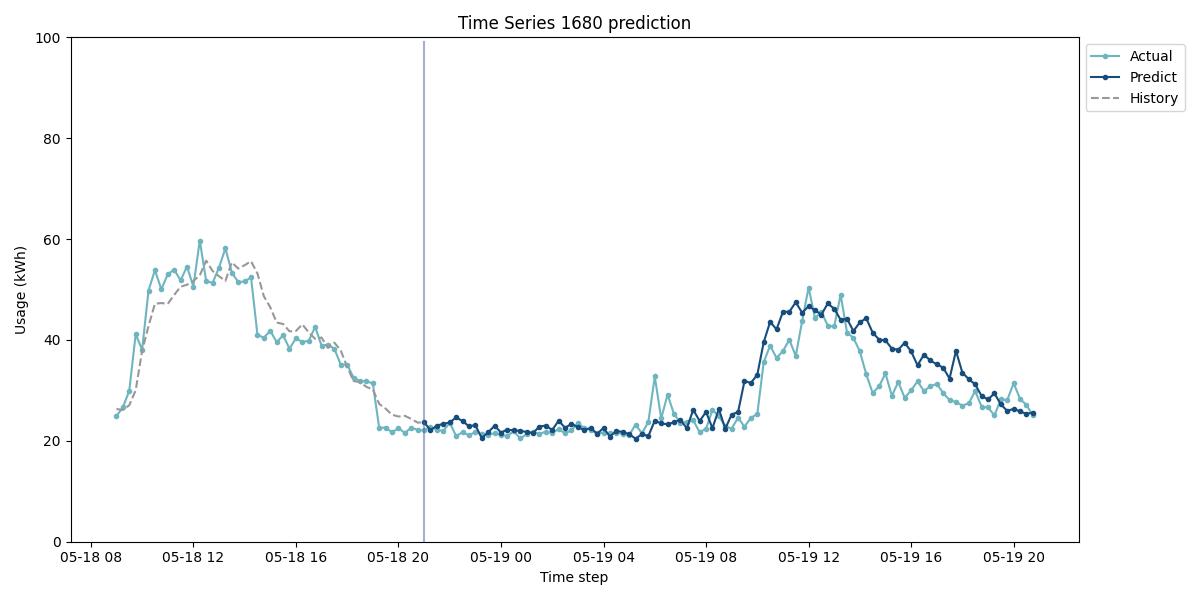 Time Series 1680 prediction
100
80
60
40
20
0
Usage (kWh)
05-18 08 05-18 12 05-18 16 05-18 20 05-19 00 05-19 04 05-19 08 05-19 12 05-19 16 05-19 20
Time step
Actual
Predict
History